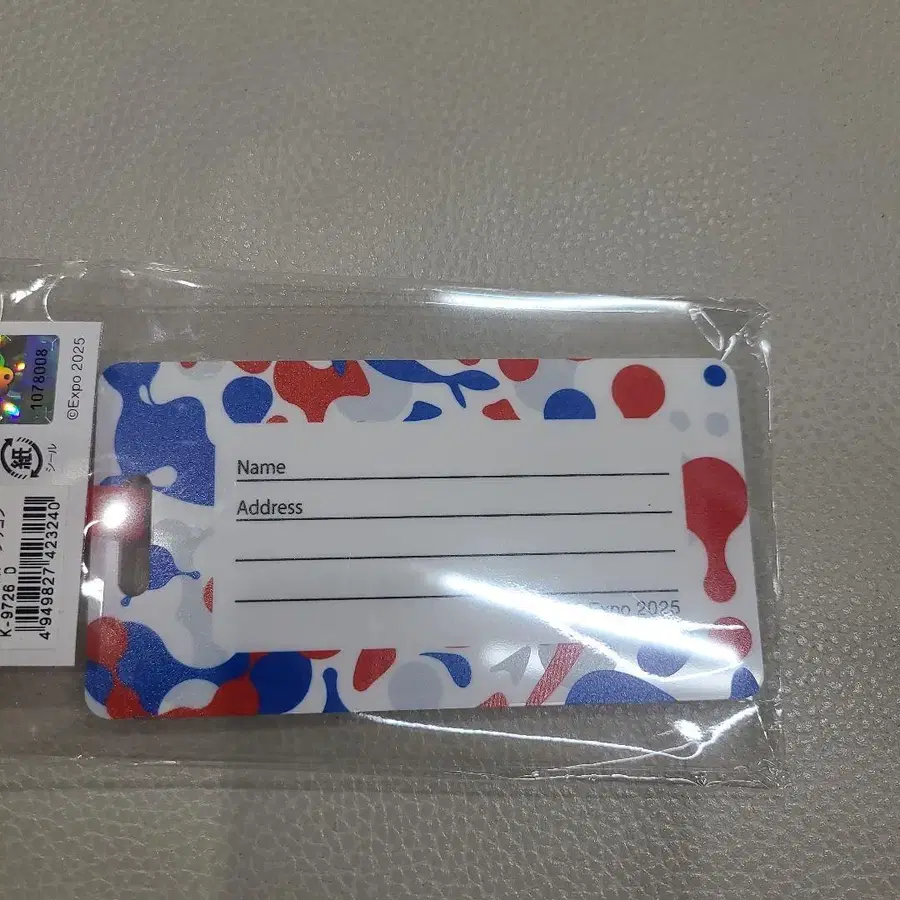 1078008
©Expo 2025
紙
シール
K-9726 D
4 949827 423240
Name
Address
Expo 2025